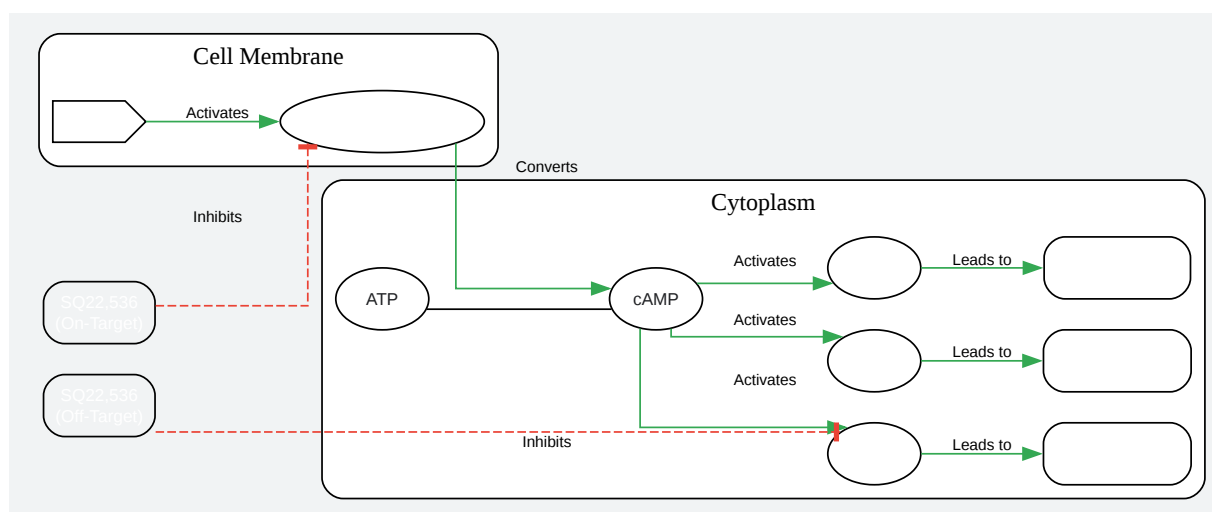 Cell Membrane
Activates
Converts
Cytoplasm
Inhibits
Activates
Leads to
ATP
cAMP
SQ22,536
(On-Target)
Activates
Leads to
Activates
SQ22,536
(Off-Target)
Inhibits
Leads to